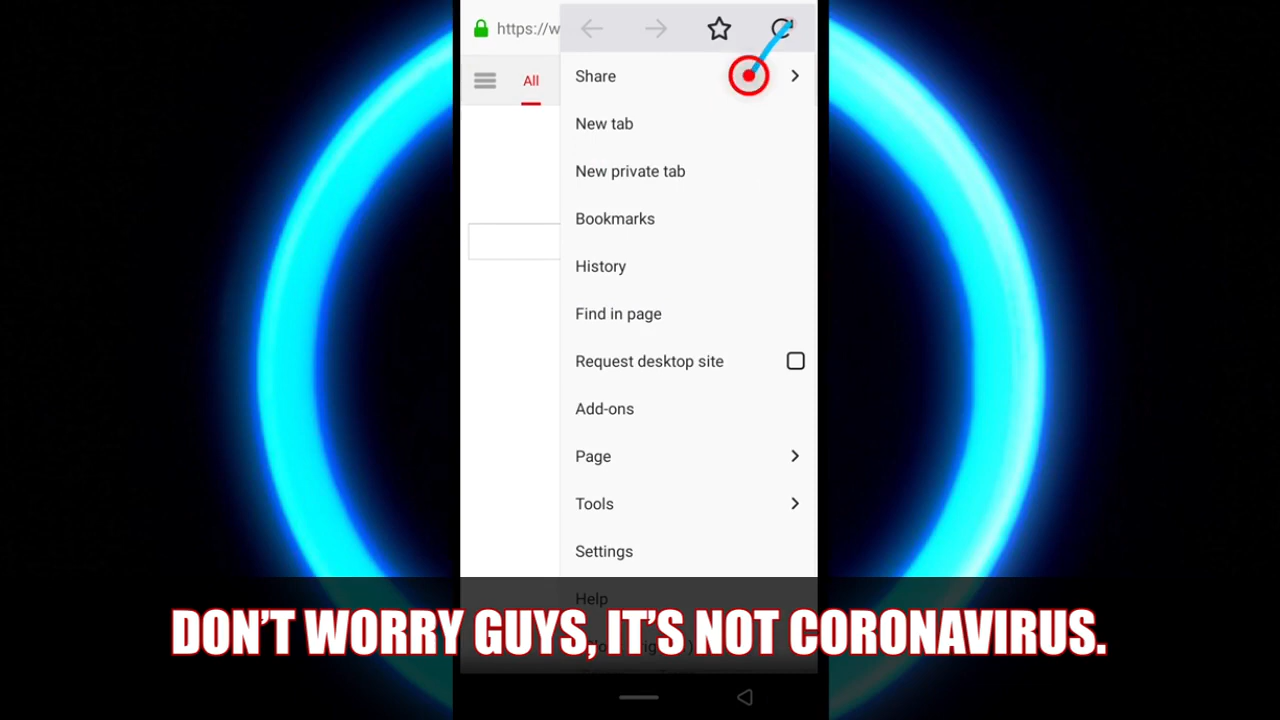 https://w
All
Share
New tab
New private tab
Bookmarks
History
Find in page
Request desktop site
Add-ons
Page
Tools
Settings
Help
DON'T WORRY GUYS, IT'S NOT CORONAVIRUS.